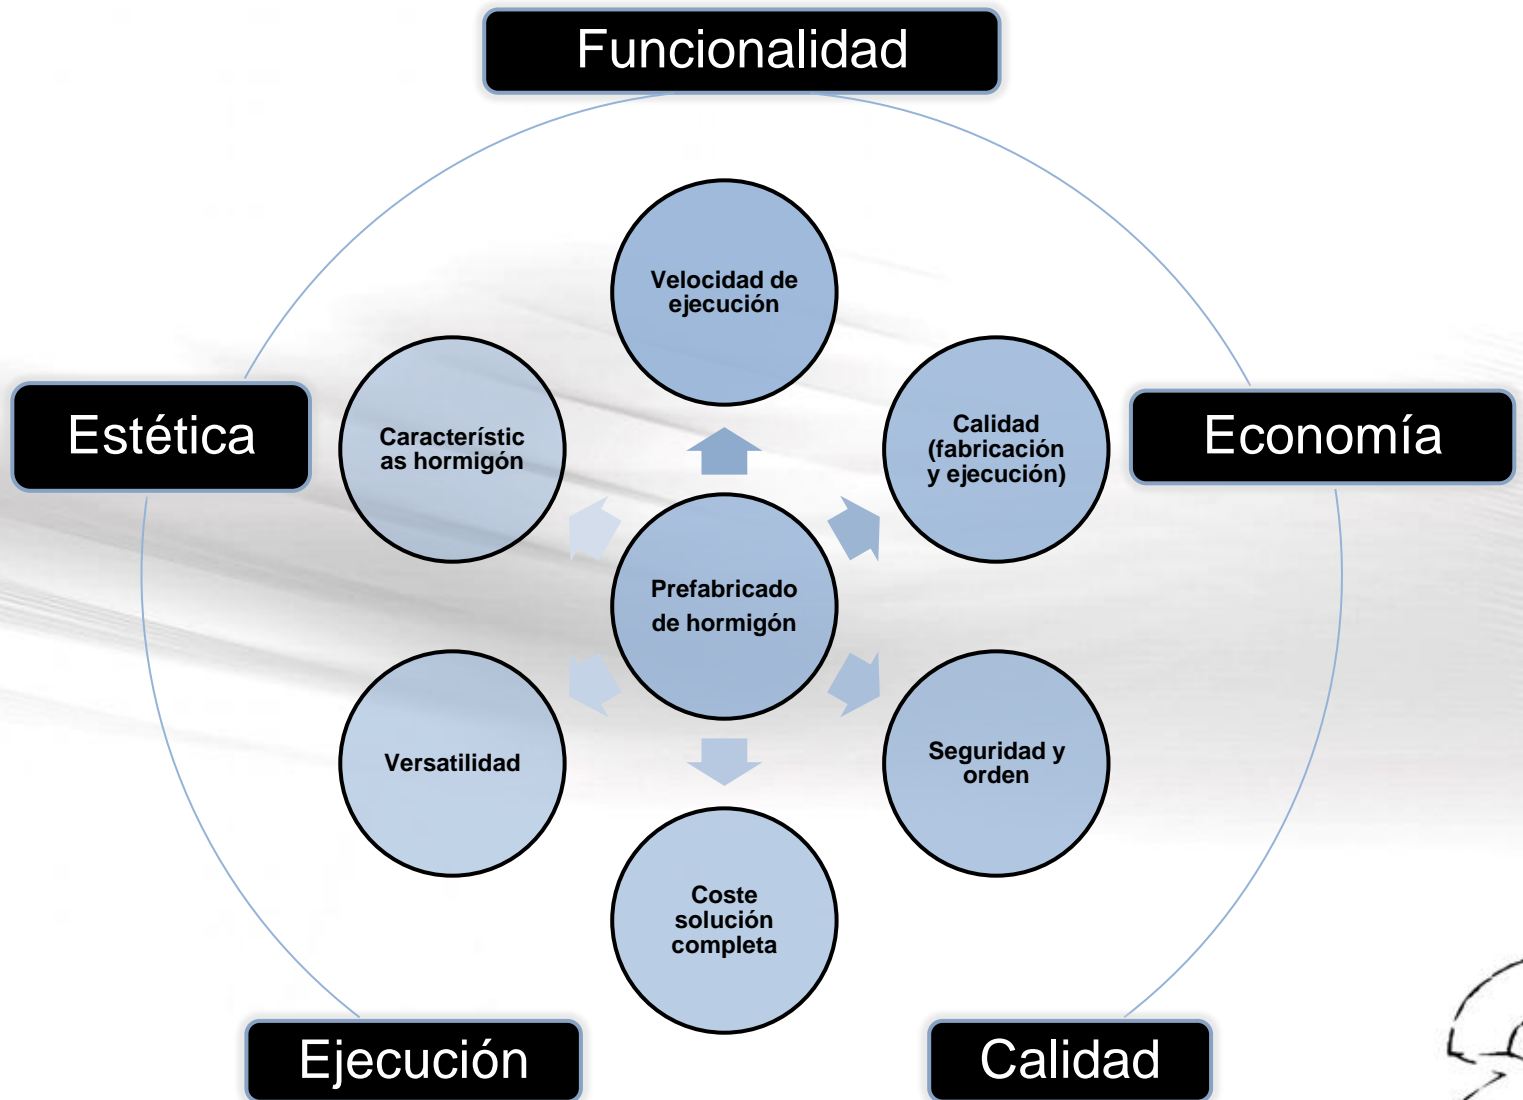 Funcionalidad
Velocidad de
ejecución
Estética
Característic
as hormigón
Calidad
(fabricación
y ejecución)
Economía
Prefabricado
de hormigón
Versatilidad
Seguridad y
orden
Coste
solución
completa
Ejecución
Calidad